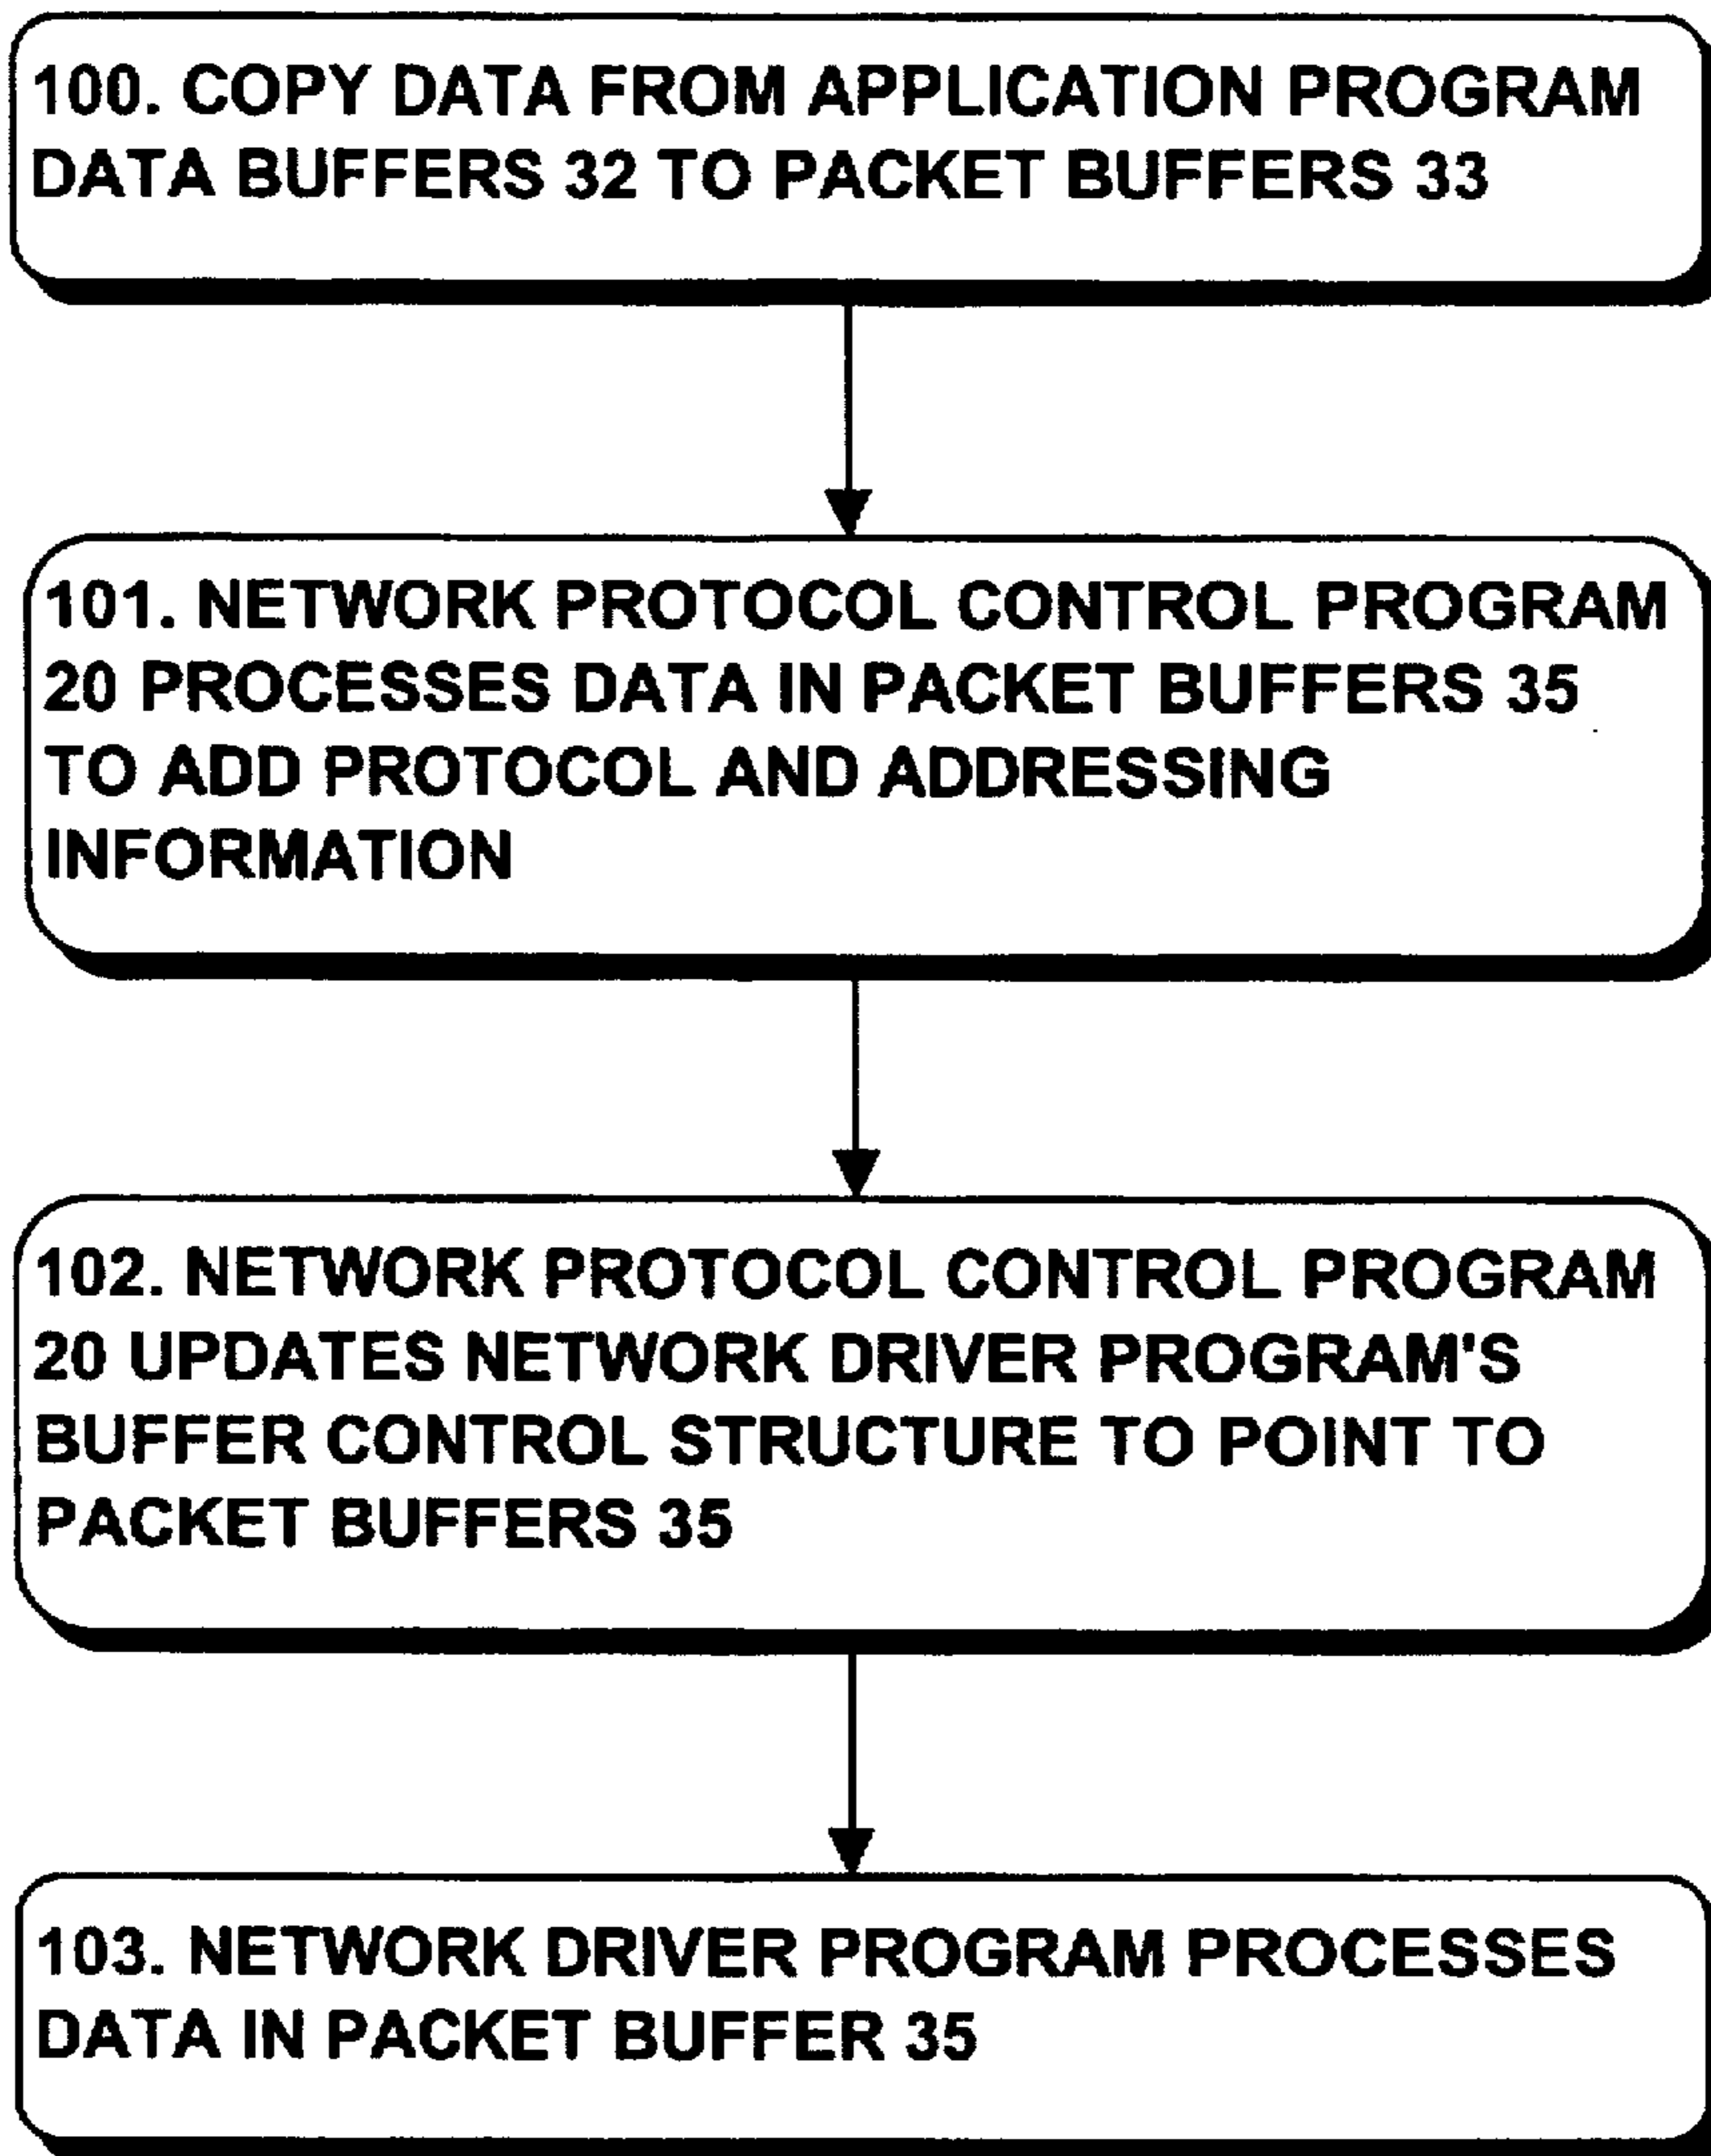 100. COPY DATA FROM APPLICATION PROGRAM
DATA BUFFERS 32 TO PACKET BUFFERS 33
101. NETWORK PROTOCOL CONTROL PROGRAM
20 PROCESSES DATA IN PACKET BUFFERS 35
TO ADD PROTOCOL AND ADDRESSING
INFORMATION
102. NETWORK PROTOCOL CONTROL PROGRAM
20 UPDATES NETWORK DRIVER PROGRAM'S
BUFFER CONTROL STRUCTURE TO POINT TO
PACKET BUFFERS 35
103. NETWORK DRIVER PROGRAM PROCESSES
DATA IN PACKET BUFFER 35